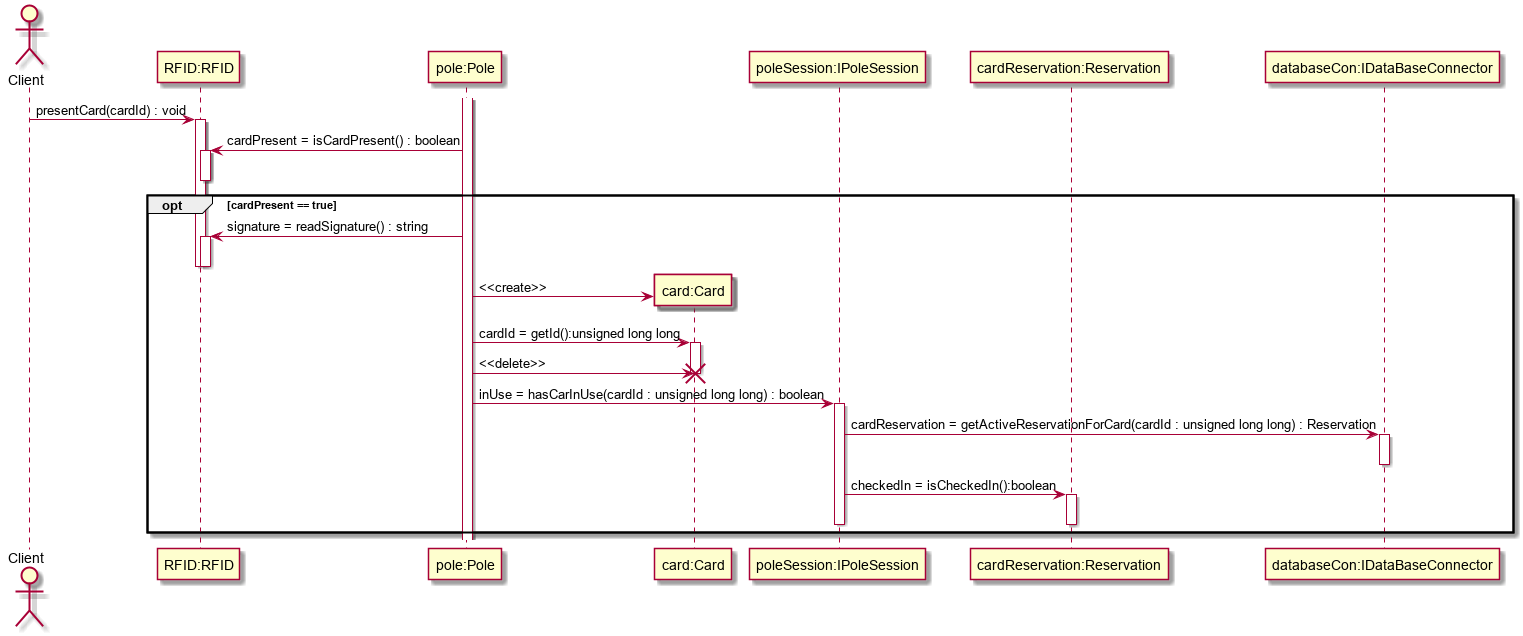 Client
RFID:RFID
pole:Pole
poleSession:IPoleSession
cardReservation:Reservation
databaseCon:IDataBaseConnector
presentCard(cardId) : void
cardPresent = isCardPresent() : boolean
opt
[cardPresent == true]
signature = readSignature() : string
<<create>>
card:Card
cardId = getId():unsigned long long
<<delete>>
inUse = hasCarInUse(cardId : unsigned long long) : boolean
cardReservation = getActiveReservationForCard(cardId : unsigned long long) : Reservation
checkedIn = isCheckedIn():boolean
Client
RFID:RFID
pole:Pole
card:Card
poleSession:IPoleSession
cardReservation:Reservation
databaseCon:IDataBaseConnector